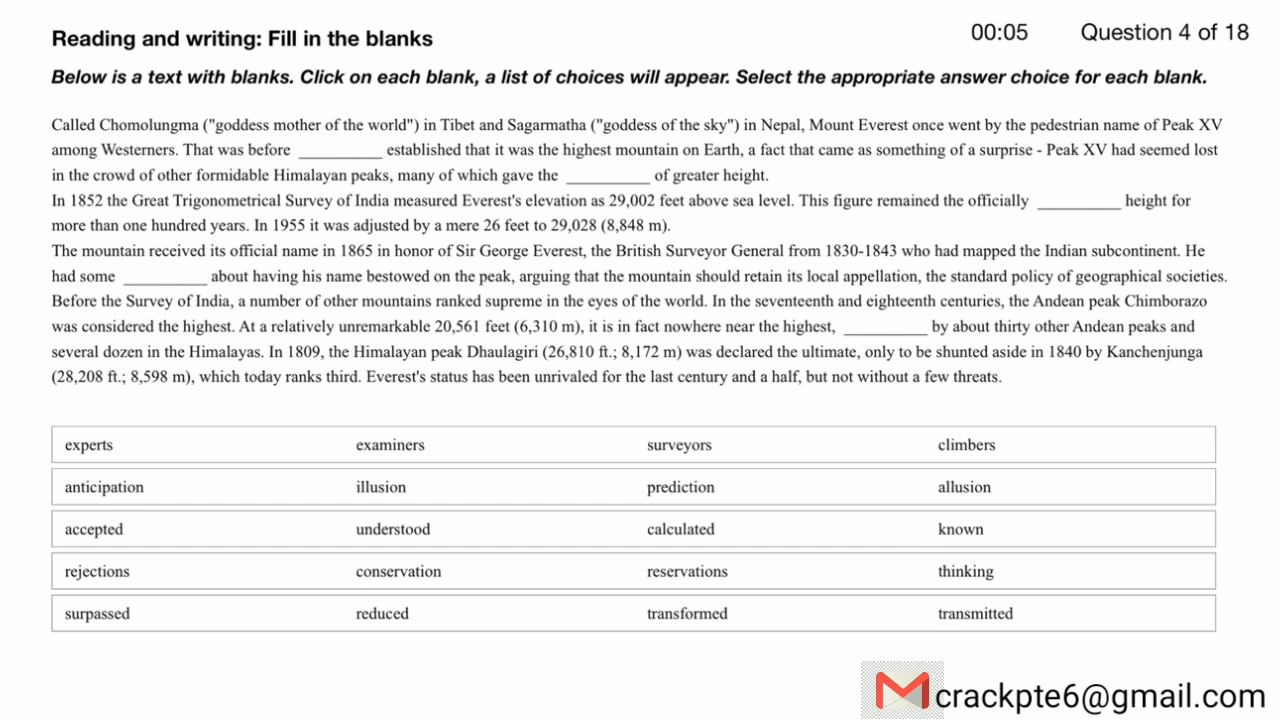 Reading and writing: Fill in the blanks
00:05
Question 4 of 18
Below is a text with blanks. Click on each blank, a list of choices will appear. Select the appropriate answer choice for each blank.
Called Chomolungma ("goddess mother of the world") in Tibet and Sagarmatha ("goddess of the sky") in Nepal, Mount Everest once went by the pedestrian name of Peak XV
among Westerners. That was before __________ established that it was the highest mountain on Earth, a fact that came as something of a surprise - Peak XV had seemed lost
in the crowd of other formidable Himalayan peaks, many of which gave the __________ of greater height.
In 1852 the Great Trigonometrical Survey of India measured Everest's elevation as 29,002 feet above sea level. This figure remained the officially __________ height for
more than one hundred years. In 1955 it was adjusted by a mere 26 feet to 29,028 (8,848 m).
The mountain received its official name in 1865 in honor of Sir George Everest, the British Surveyor General from 1830-1843 who had mapped the Indian subcontinent. He
had some __________ about having his name bestowed on the peak, arguing that the mountain should retain its local appellation, the standard policy of geographical societies.
Before the Survey of India, a number of other mountains ranked supreme in the eyes of the world. In the seventeenth and eighteenth centuries, the Andean peak Chimborazo
was considered the highest. At a relatively unremarkable 20,561 feet (6,310 m), it is in fact nowhere near the highest, __________ by about thirty other Andean peaks and
several dozen in the Himalayas. In 1809, the Himalayan peak Dhaulagiri (26,810 ft.; 8,172 m) was declared the ultimate, only to be shunted aside in 1840 by Kanchenjunga
(28,208 ft.; 8,598 m), which today ranks third. Everest's status has been unrivaled for the last century and a half, but not without a few threats.
experts examiners surveyors climbers
anticipation illusion prediction allusion
accepted understood calculated known
rejections conservation reservations thinking
surpassed reduced transformed transmitted
crackpte6@gmail.com